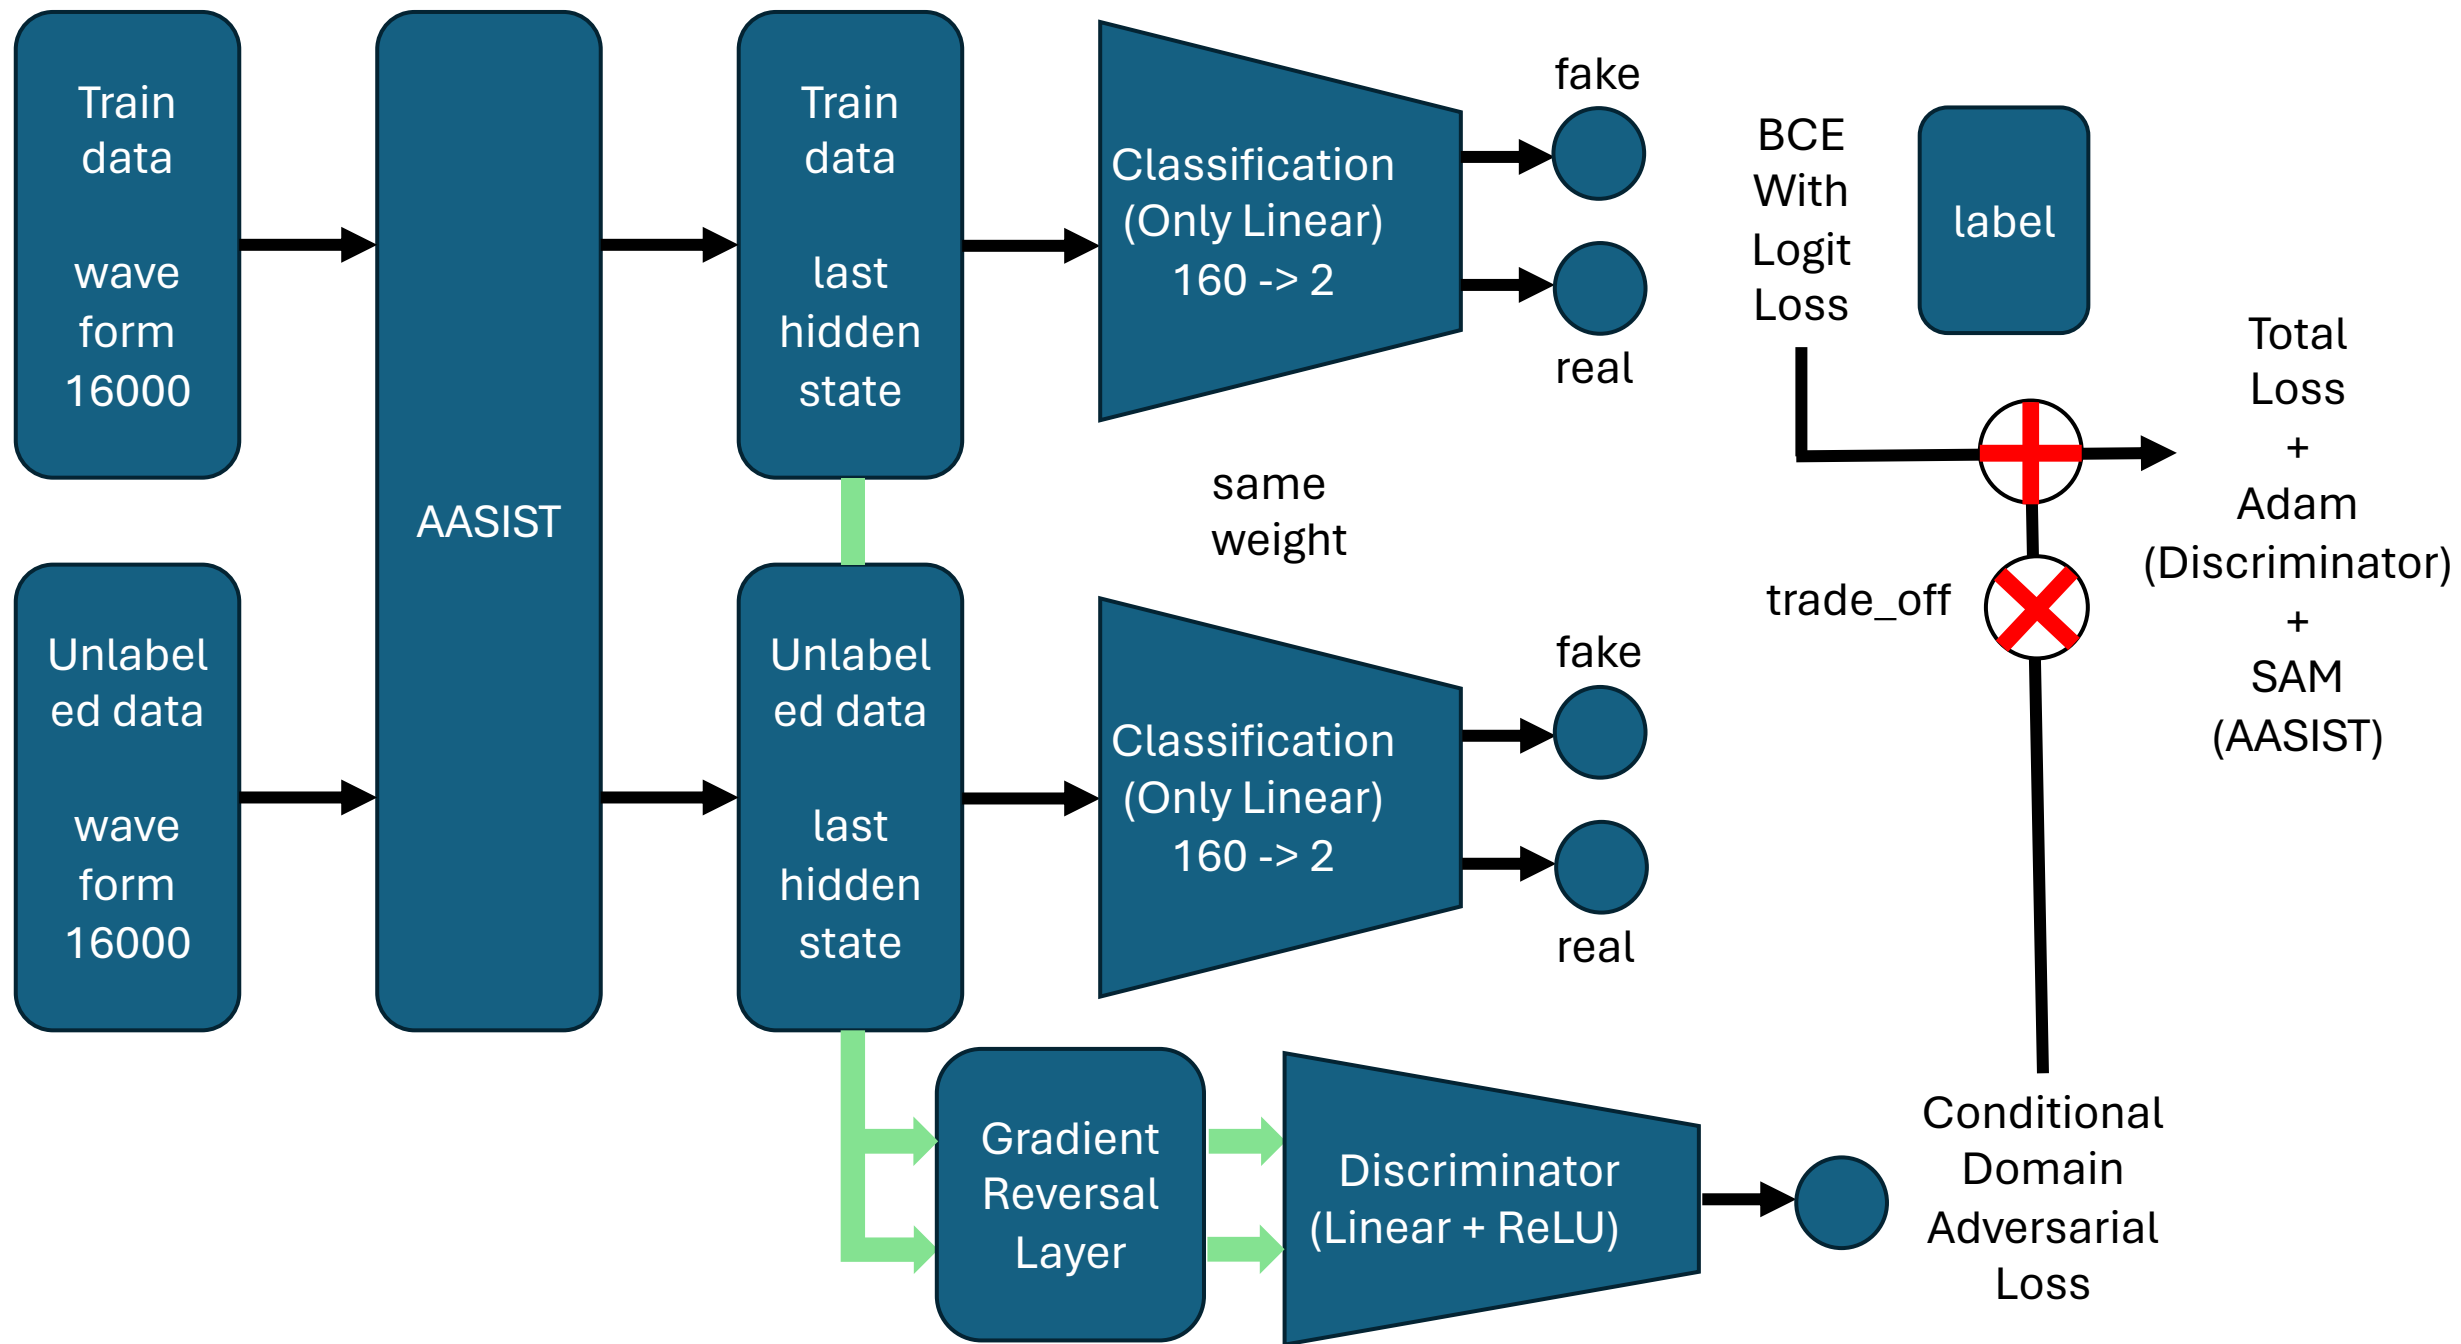 Train
data
wave
form
16000
Unlabel
ed data
wave
form
16000
AASIST
Train
data
last
hidden
state
Unlabel
ed data
last
hidden
state
Classification
(Only Linear)
160 -> 2
fake
real
same
weight
Classification
(Only Linear)
160 -> 2
fake
real
BCE
With
Logit
Loss
label
trade_off
Total
Loss
+
Adam
(Discriminator)
+
SAM
(AASIST)
Gradient
Reversal
Layer
Discriminator
(Linear + ReLU)
Conditional
Domain
Adversarial
Loss